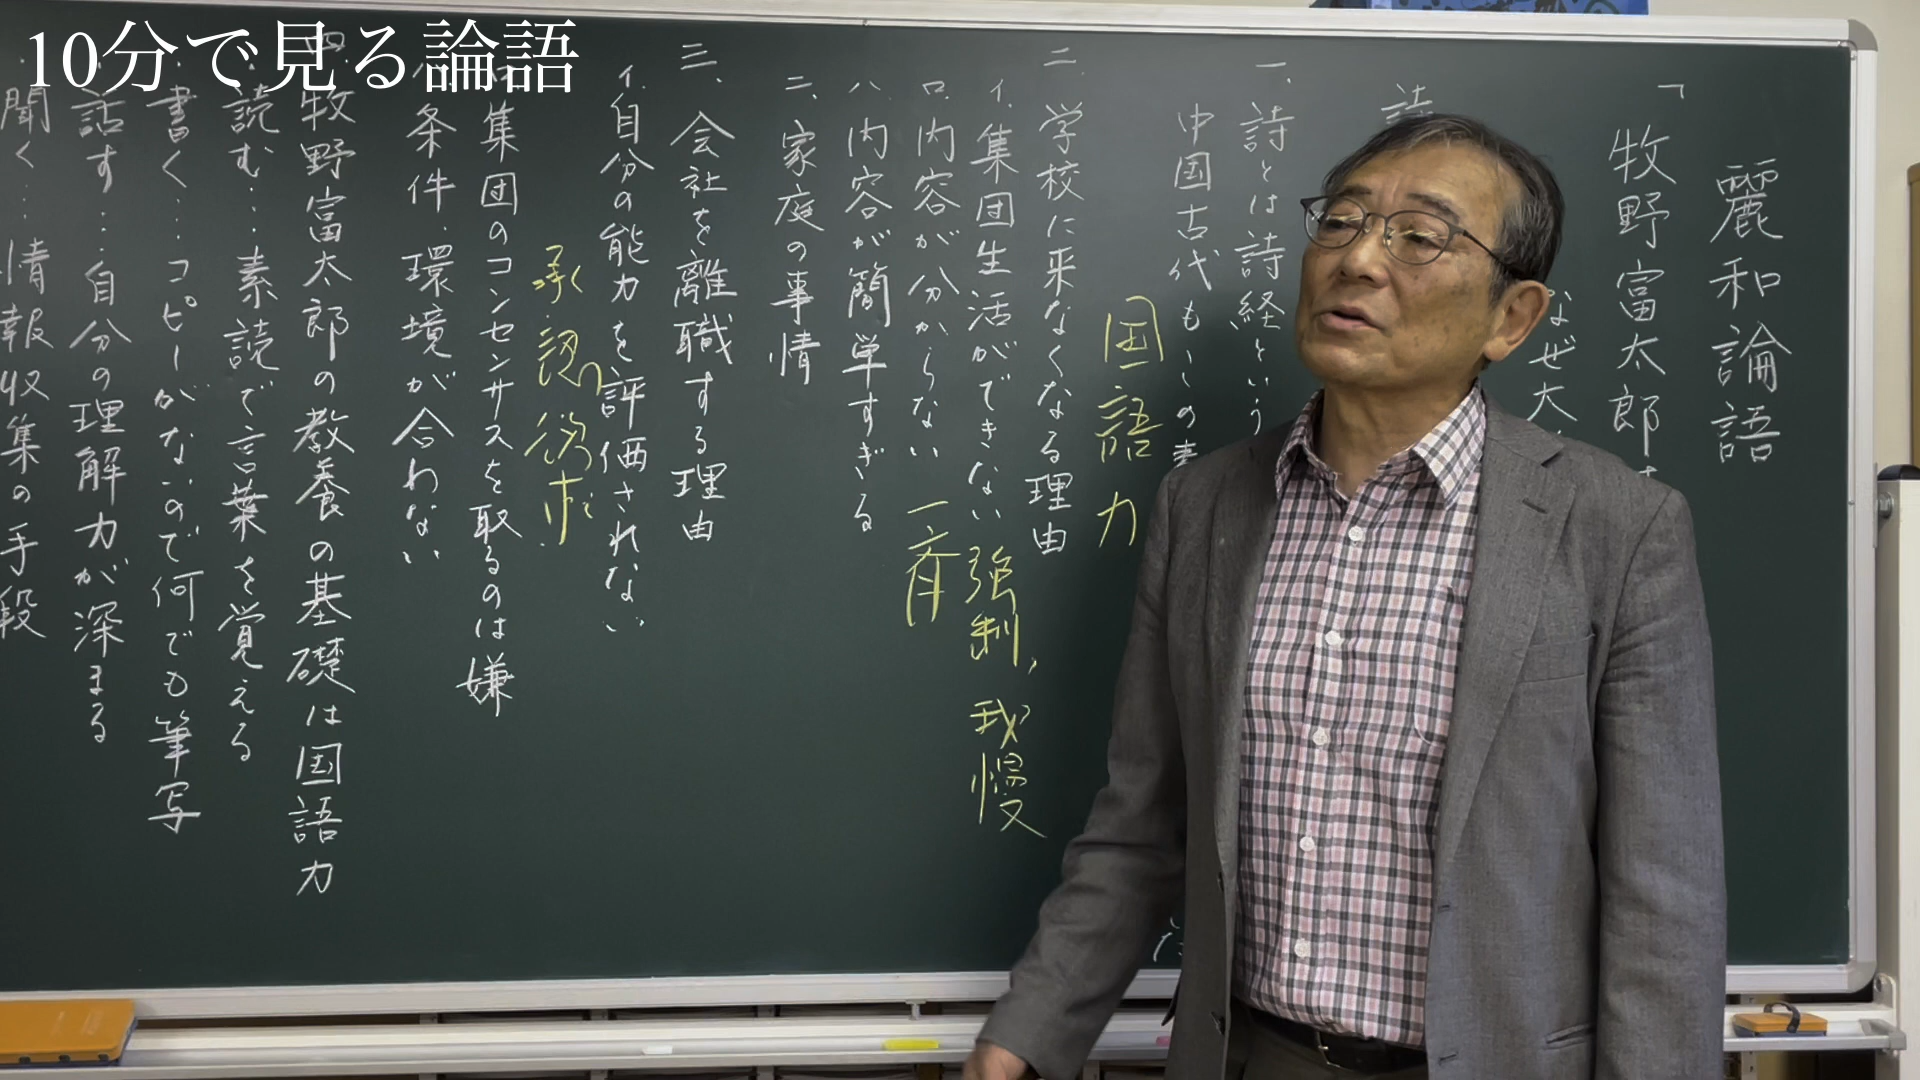 10分で見る論語
麗和論語
「牧野富太郎
なぜ大
詩
一、詩とは詩経という
中国古代も
国語力
二、学校に来なくなる理由
イ.集団生活ができない
強制,我慢
ロ.内容が分からない
一斉
ハ.内容が簡単すぎる
二、家庭の事情
三、会社を離職する理由
イ.自分の能力を評価されない
承認欲求
集団のコンセンサスを取るのは嫌
条件・環境が合わない
牧野富太郎の教養の基礎は国語力
読む…素読で言葉を覚える
書く…コピーがないので何でも筆写
話す…自分の理解力が深まる
聞く…情報収集の手段